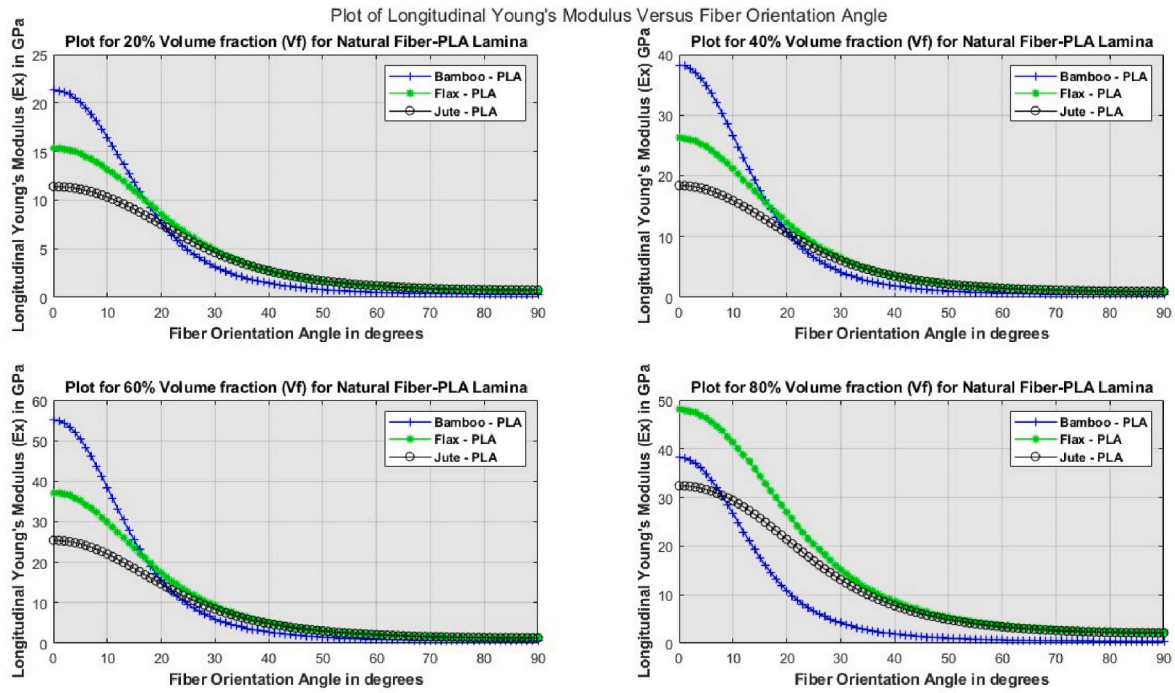 Plot of Longitudinal Young's Modulus Versus Fiber Orientation Angle
Plot for 20% Volume fraction (Vf) for Natural Fiber-PLA Lamina
Longitudinal Young's Modulus (Ex) in GPa
25
20
15
10
5
0
Bamboo - PLA
Flax - PLA
Jute - PLA
0 10 20 30 40 50 60 70 80 90
Fiber Orientation Angle in degrees
Plot for 40% Volume fraction (Vf) for Natural Fiber-PLA Lamina
Longitudinal Young's Modulus (Ex) GPa
40
30
20
10
0
Bamboo - PLA
Flax - PLA
Jute - PLA
0 10 20 30 40 50 60 70 80 90
Fiber Orientation Angle in degrees
Plot for 60% Volume fraction (Vf) for Natural Fiber-PLA Lamina
Longitudinal Young's Modulus (Ex) in GPa
60
50
40
30
20
10
0
Bamboo - PLA
Flax - PLA
Jute - PLA
0 10 20 30 40 50 60 70 80 90
Fiber Orientation Angle in degrees
Plot for 80% Volume fraction (Vf) for Natural Fiber-PLA Lamina
Longitudinal Young's Modulus (Ex) in GPa
50
40
30
20
10
0
Bamboo - PLA
Flax - PLA
Jute - PLA
0 10 20 30 40 50 60 70 80 90
Fiber Orientation Angle in degrees